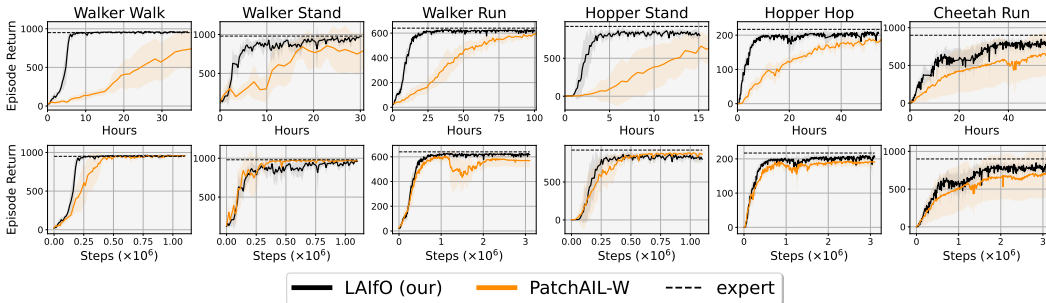 Walker Walk Walker Stand Walker Run Hopper Stand Hopper Hop Cheetah Run
Episode Return
1000 500 0
0 10 20 30
Hours
1000 500
0 10 20 30
Hours
600 400 200 0
0 25 50 75 100
Hours
500 0
0 5 10 15
Hours
200 100 0
0 20 40
Hours
1000 500 0
0 20 40
Hours
Episode Return
1000 500 0
0.00 0.25 0.50 0.75 1.00
Steps (×10⁶)
1000 500 0
0.00 0.25 0.50 0.75 1.00
Steps (×10⁶)
600 400 200 0
0 1 2 3
Steps (×10⁶)
500 0
0.00 0.25 0.50 0.75 1.00
Steps (×10⁶)
200 100 0
0 1 2 3
Steps (×10⁶)
1000 500 0
0 1 2 3
Steps (×10⁶)
LAIfO (our) PatchAIL-W expert